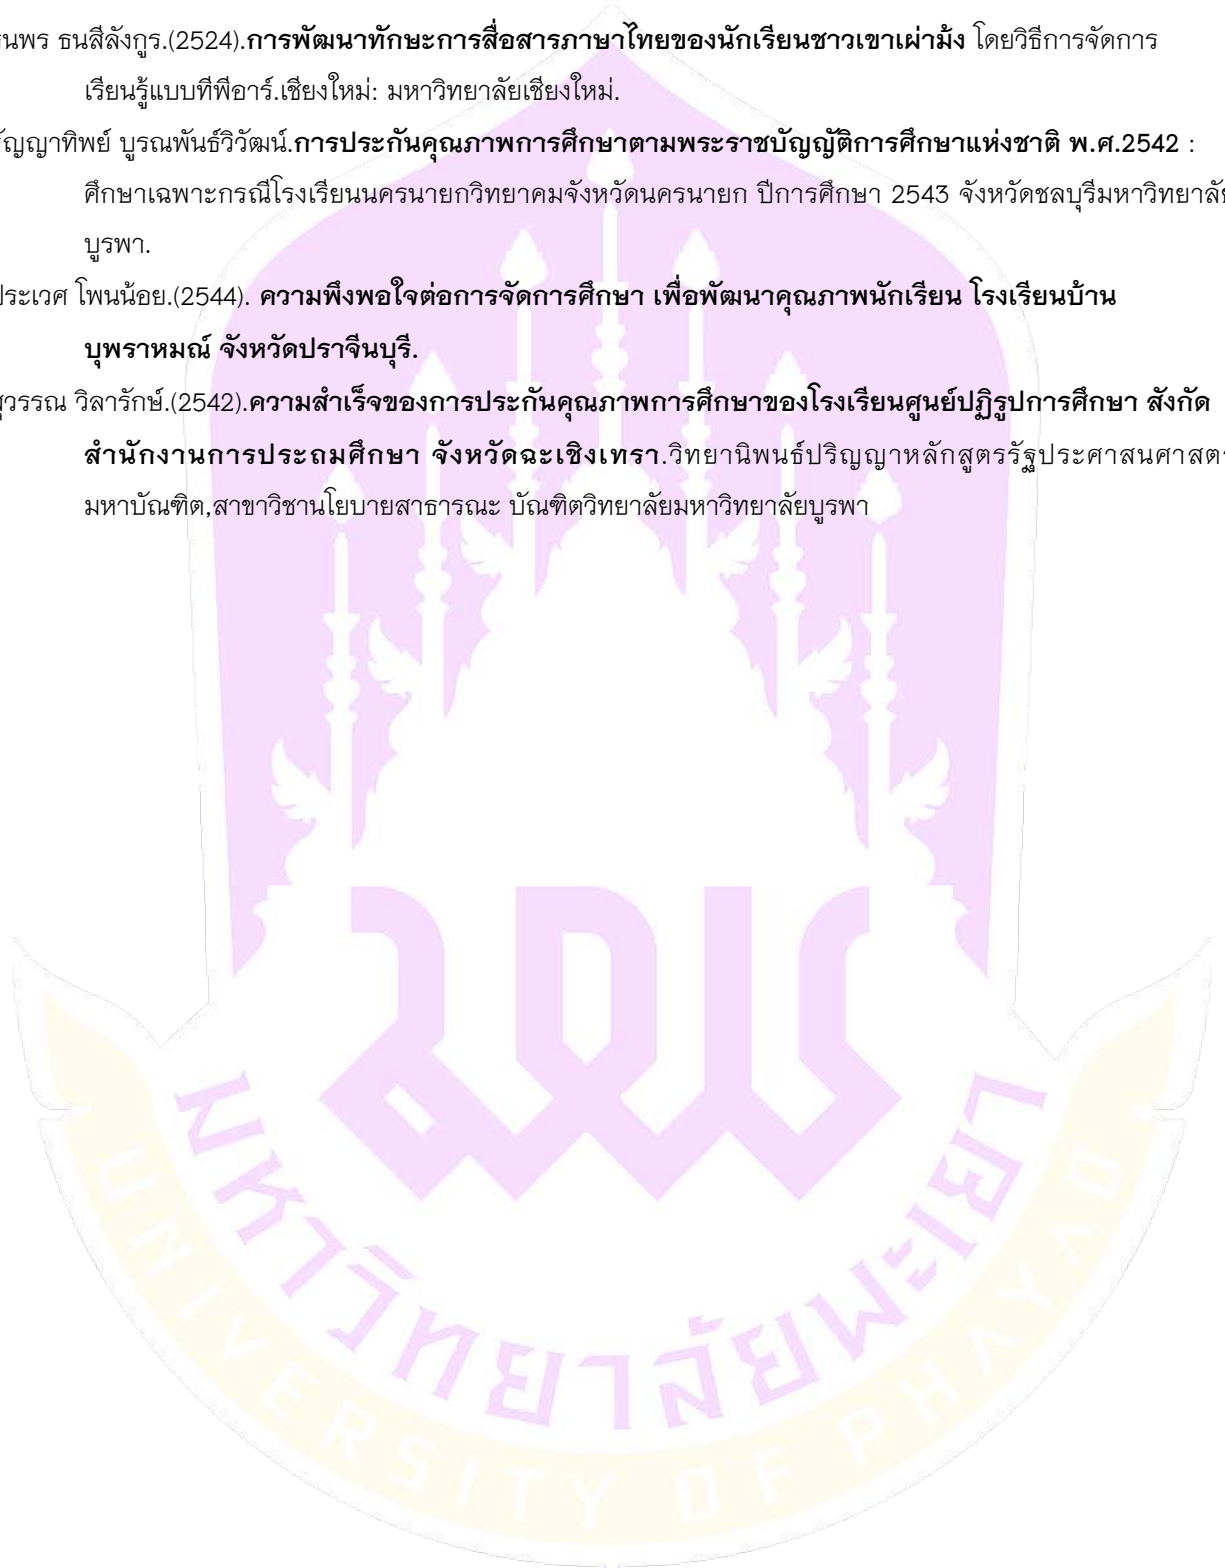 นพร ธนสีลังกูร.(2524).การพัฒนาทักษะการสื่อสารภาษาไทยของนักเรียนชาวเขาเผ่าม้ง โดยวิธีการจัดการ
เรียนรู้แบบทีพีอาร์.เชียงใหม่: มหาวิทยาลัยเชียงใหม่.
ัญญาทิพย์ บูรณพันธ์วิวัฒน์.การประกันคุณภาพการศึกษาตามพระราชบัญญัติการศึกษาแห่งชาติ พ.ศ.2542 :
ศึกษาเฉพาะกรณีโรงเรียนนครนายกวิทยาคมจังหวัดนครนายก ปีการศึกษา 2543 จังหวัดชลบุรีมหาวิทยาลัย
บูรพา.
ประเวศ โพนน้อย.(2544). ความพึงพอใจต่อการจัดการศึกษา เพื่อพัฒนาคุณภาพนักเรียน โรงเรียนบ้าน
บุพราหมณ์ จังหวัดปราจีนบุรี.
สุวรรณ วิลารักษ์.(2542).ความสำเร็จของการประกันคุณภาพการศึกษาของโรงเรียนศูนย์ปฏิรูปการศึกษา สังกัด
สำนักงานการประถมศึกษา จังหวัดฉะเชิงเทรา.วิทยานิพนธ์ปริญญาหลักสูตรรัฐประศาสนศาสตร
มหาบัณฑิต,สาขาวิชานโยบายสาธารณะ บัณฑิตวิทยาลัยมหาวิทยาลัยบูรพา
มหาวิทยาลัยพะเยา
UNIVERSITY OF PHAYAO